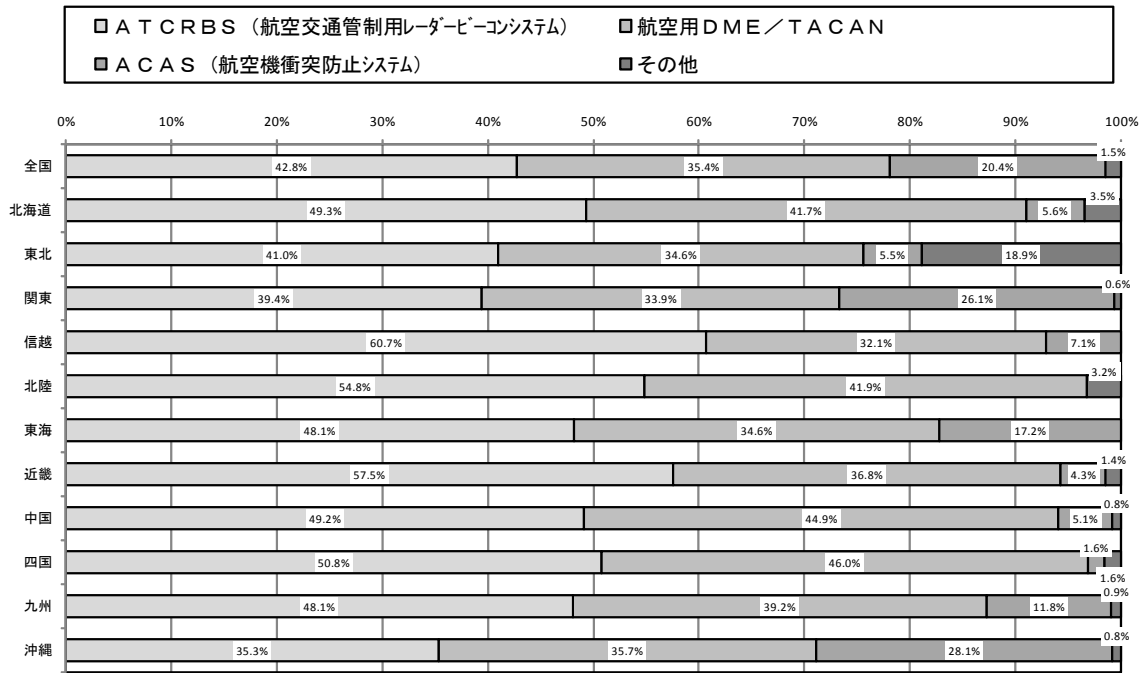 □ＡＴＣＲＢＳ（航空交通管制用ﾚｰﾀﾞｰﾋﾞｰｺﾝｼｽﾃﾑ） □航空用ＤＭＥ／ＴＡＣＡＮ
□ＡＣＡＳ（航空機衝突防止ｼｽﾃﾑ） □その他
0% 10% 20% 30% 40% 50% 60% 70% 80% 90% 100%
全国 42.8% 35.4% 20.4% 1.5%
北海道 49.3% 41.7% 5.6% 3.5%
東北 41.0% 34.6% 5.5% 18.9%
関東 39.4% 33.9% 26.1% 0.6%
信越 60.7% 32.1% 7.1%
北陸 54.8% 41.9% 3.2%
東海 48.1% 34.6% 17.2%
近畿 57.5% 36.8% 4.3% 1.4%
中国 49.2% 44.9% 5.1% 0.8%
四国 50.8% 46.0% 1.6% 1.6%
九州 48.1% 39.2% 11.8% 0.9%
沖縄 35.3% 35.7% 28.1% 0.8%